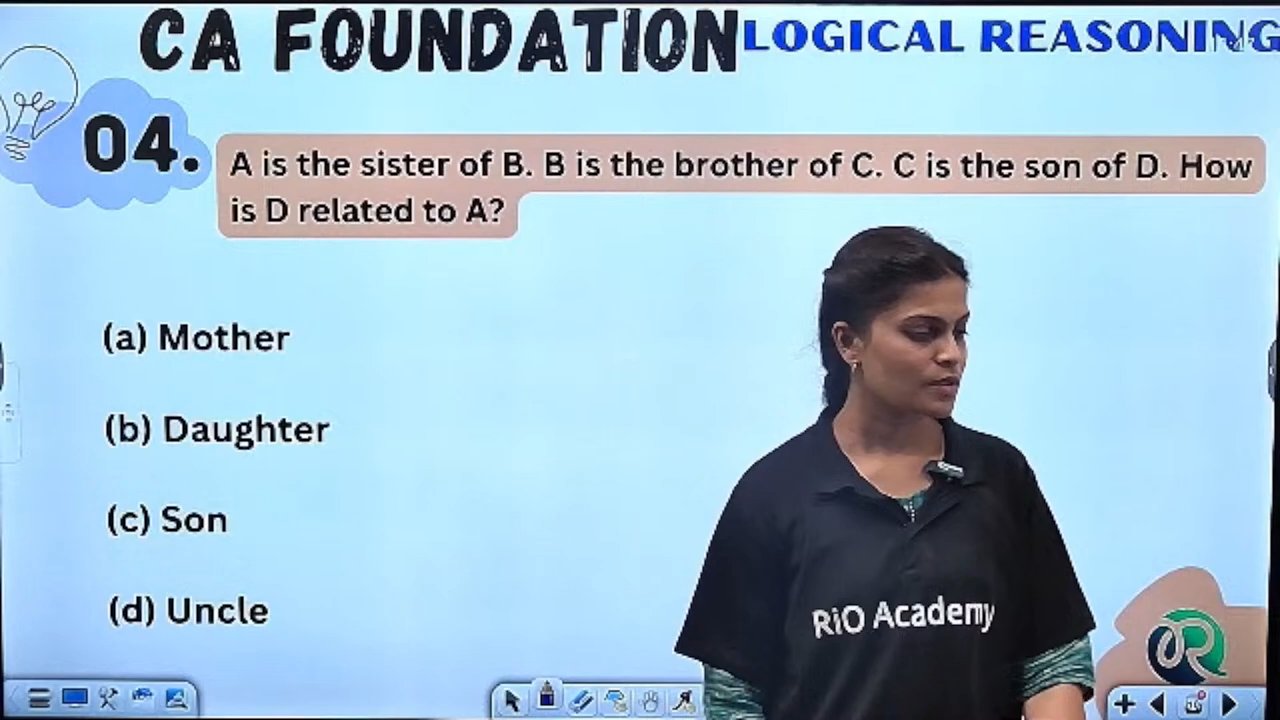 CA FOUNDATION LOGICAL REASONING
04.
A is the sister of B. B is the brother of C. C is the son of D. How
is D related to A?
(a) Mother
(b) Daughter
(c) Son
(d) Uncle
RiO Academy